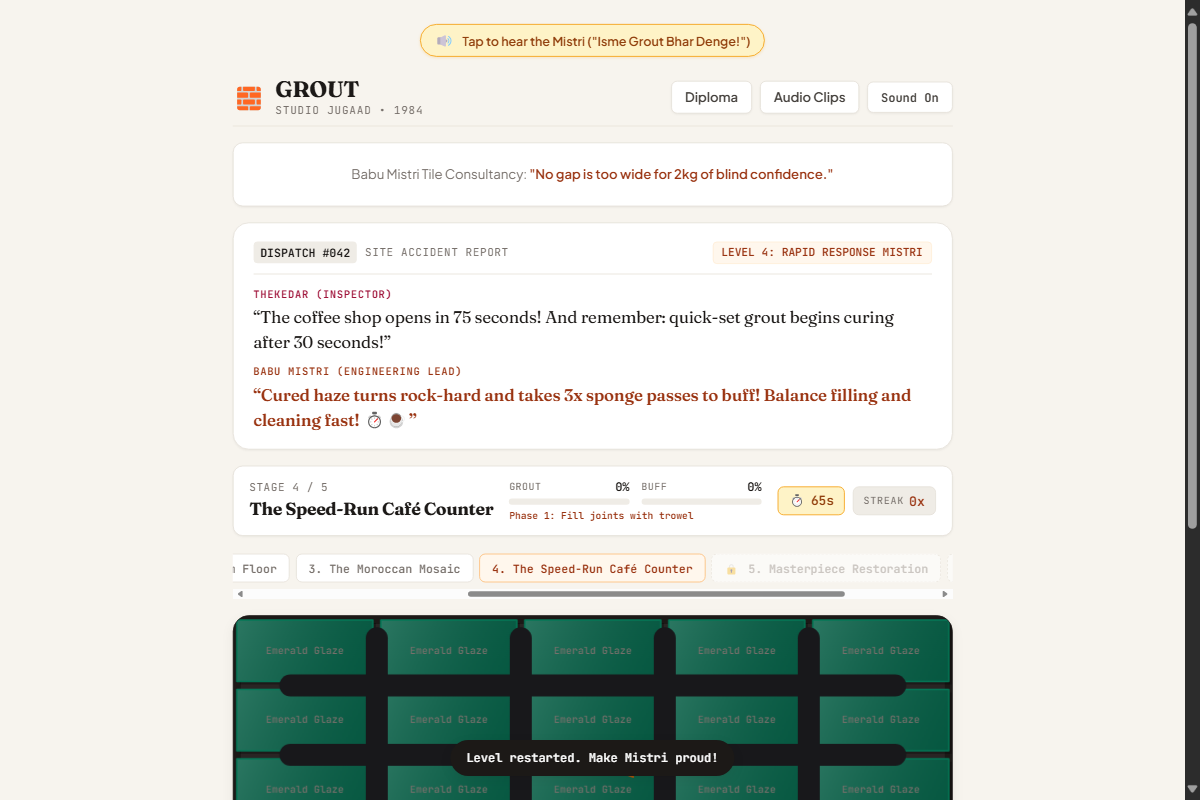 Tap to hear the Mistri ("Isme Grout Bhar Denge!")
GROUT
STUDIO JUGAAD • 1984
Diploma
Audio Clips
Sound On
Babu Mistri Tile Consultancy: "No gap is too wide for 2kg of blind confidence."
DISPATCH #042
SITE ACCIDENT REPORT
LEVEL 4: RAPID RESPONSE MISTRI
THEKEDAR (INSPECTOR)
“The coffee shop opens in 75 seconds! And remember: quick-set grout begins curing
after 30 seconds!”
BABU MISTRI (ENGINEERING LEAD)
“Cured haze turns rock-hard and takes 3x sponge passes to buff! Balance filling and
cleaning fast! ⏱️ ☕ ”
STAGE 4 / 5
The Speed-Run Café Counter
GROUT 0%
BUFF 0%
Phase 1: Fill joints with trowel
⏱️ 65s
STREAK 0x
Floor
3. The Moroccan Mosaic
4. The Speed-Run Café Counter
🔒 5. Masterpiece Restoration
Emerald Glaze Emerald Glaze Emerald Glaze Emerald Glaze Emerald Glaze
Emerald Glaze Emerald Glaze Emerald Glaze Emerald Glaze Emerald Glaze
Level restarted. Make Mistri proud!
Emerald Glaze Emerald Glaze Emerald Glaze Emerald Glaze Emerald Glaze